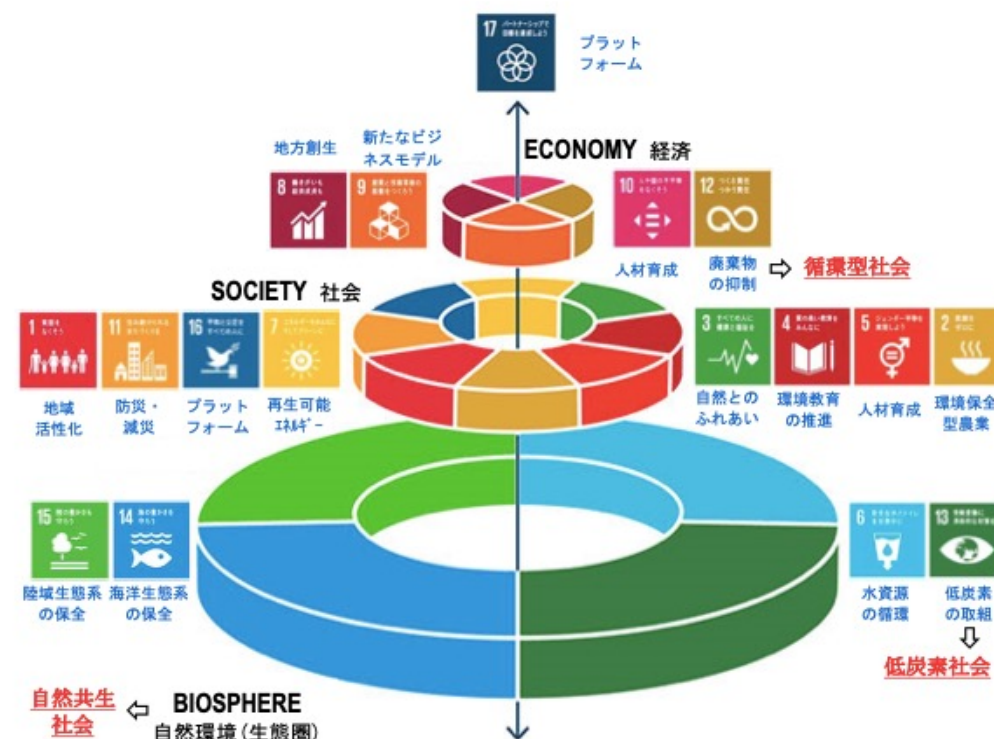 17
プラット
フォーム
地方創生
新たなビジ
ネスモデル
ECONOMY 経済
8
9
10
12
人材育成
廃棄物
の抑制
循環型社会
SOCIETY 社会
1
11
16
7
3
4
5
2
地域
活性化
防災・
減災
プラット
フォーム
再生可能
エネルギー
自然との
ふれあい
環境教育
の推進
人材育成
環境保全
型農業
15
14
6
13
陸域生態系
の保全
海洋生態系
の保全
水資源
の循環
低炭素
の取組
低炭素社会
自然共生
社会
BIOSPHERE
自然環境(生態圏)